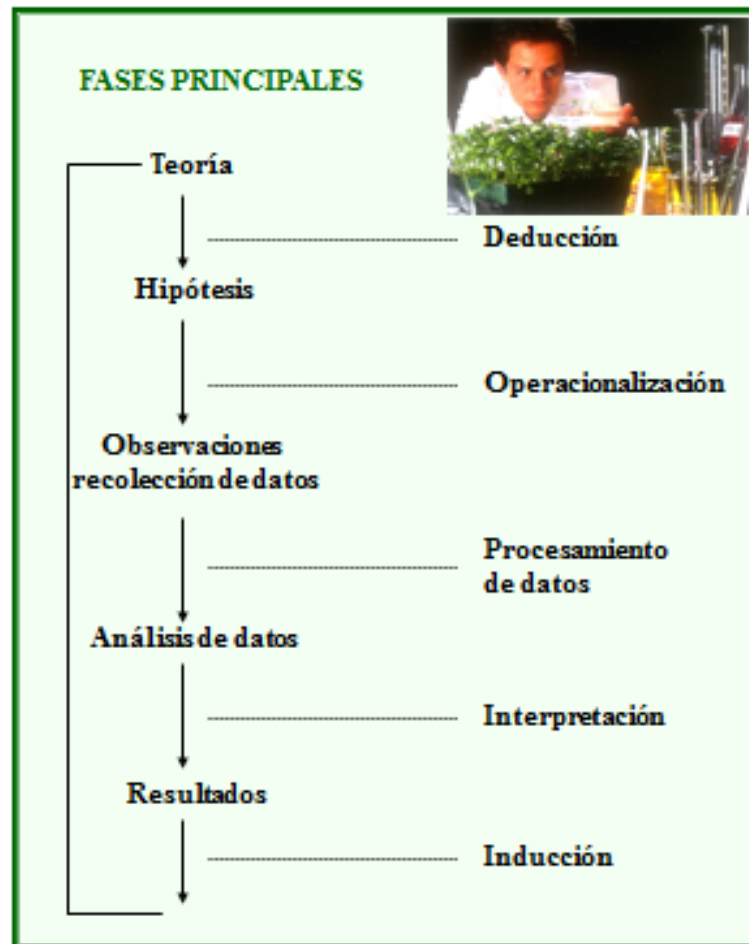 FASES PRINCIPALES
Teoría
Deducción
Hipótesis
Operacionalización
Observaciones
recolección de datos
Procesamiento
de datos
Análisis de datos
Interpretación
Resultados
Inducción